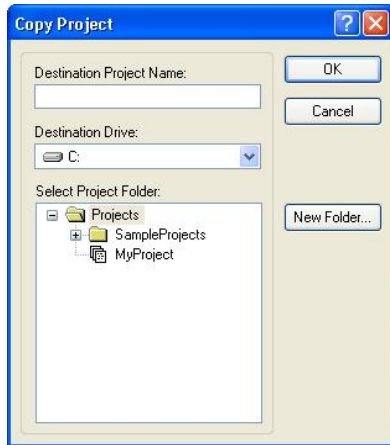 Copy Project
Destination Project Name:
OK
Cancel
Destination Drive:
C:
Select Project Folder:
Projects
SampleProjects
MyProject
New Folder...